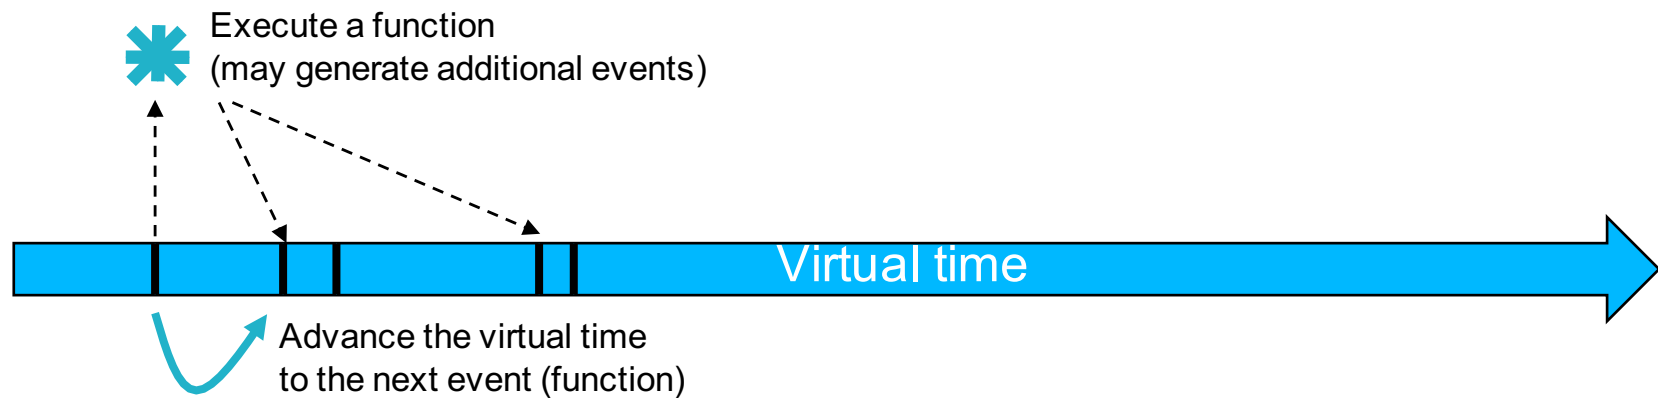 Execute a function
(may generate additional events)
Virtual time
Advance the virtual time
to the next event (function)